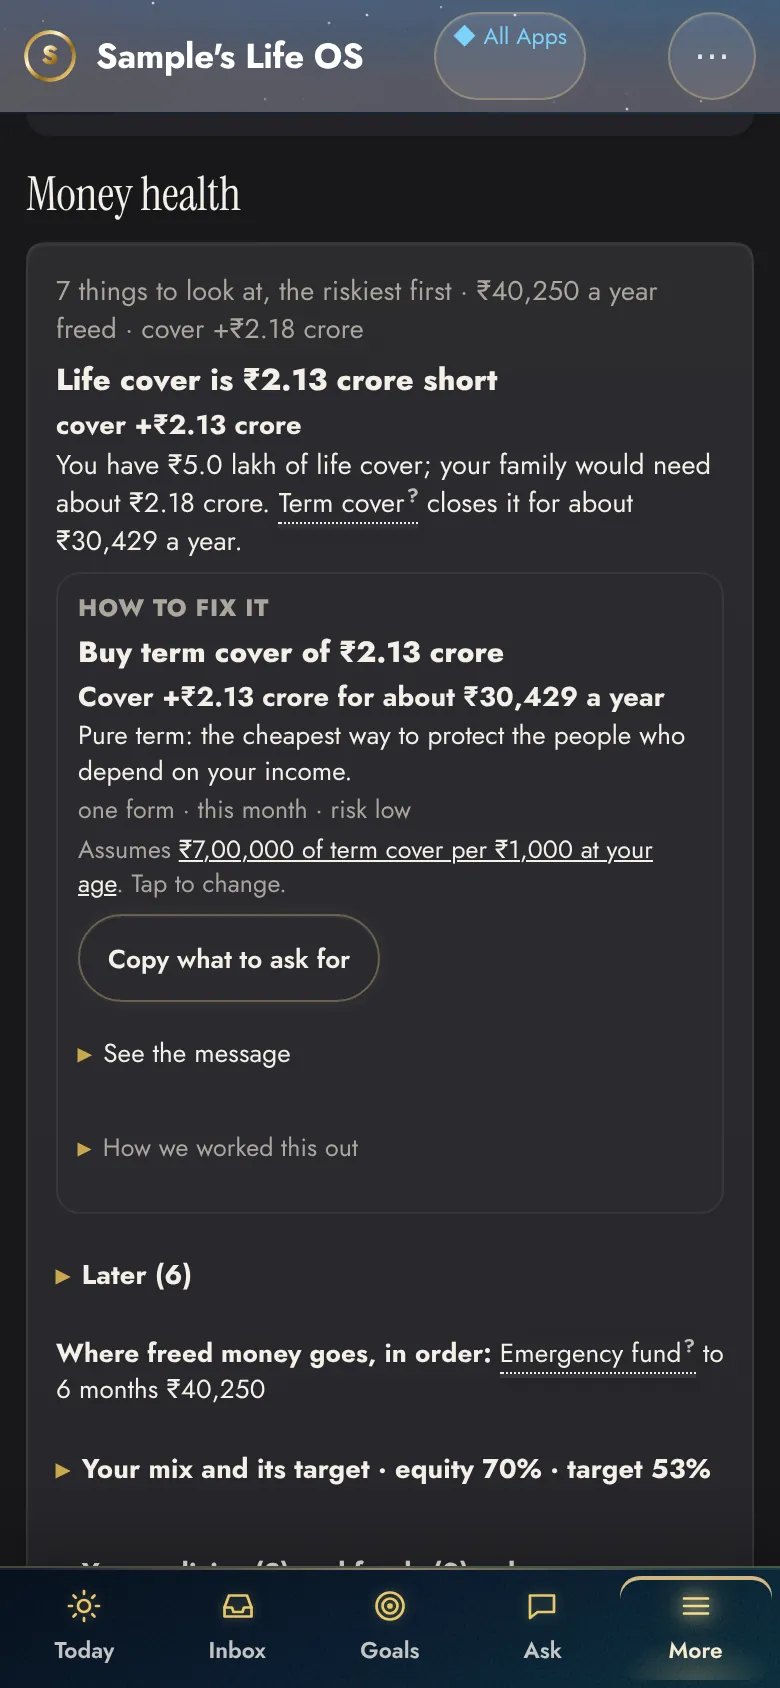 S
Sample's Life OS
◆ All Apps
...
Money health
7 things to look at, the riskiest first · ₹40,250 a year
freed · cover +₹2.18 crore
Life cover is ₹2.13 crore short
cover +₹2.13 crore
You have ₹5.0 lakh of life cover; your family would need
about ₹2.18 crore. Term cover? closes it for about
₹30,429 a year.
HOW TO FIX IT
Buy term cover of ₹2.13 crore
Cover +₹2.13 crore for about ₹30,429 a year
Pure term: the cheapest way to protect the people who
depend on your income.
one form · this month · risk low
Assumes ₹7,00,000 of term cover per ₹1,000 at your
age. Tap to change.
Copy what to ask for
▸ See the message
▸ How we worked this out
▸ Later (6)
Where freed money goes, in order: Emergency fund? to
6 months ₹40,250
▸ Your mix and its target · equity 70% · target 53%
Today
Inbox
Goals
Ask
More